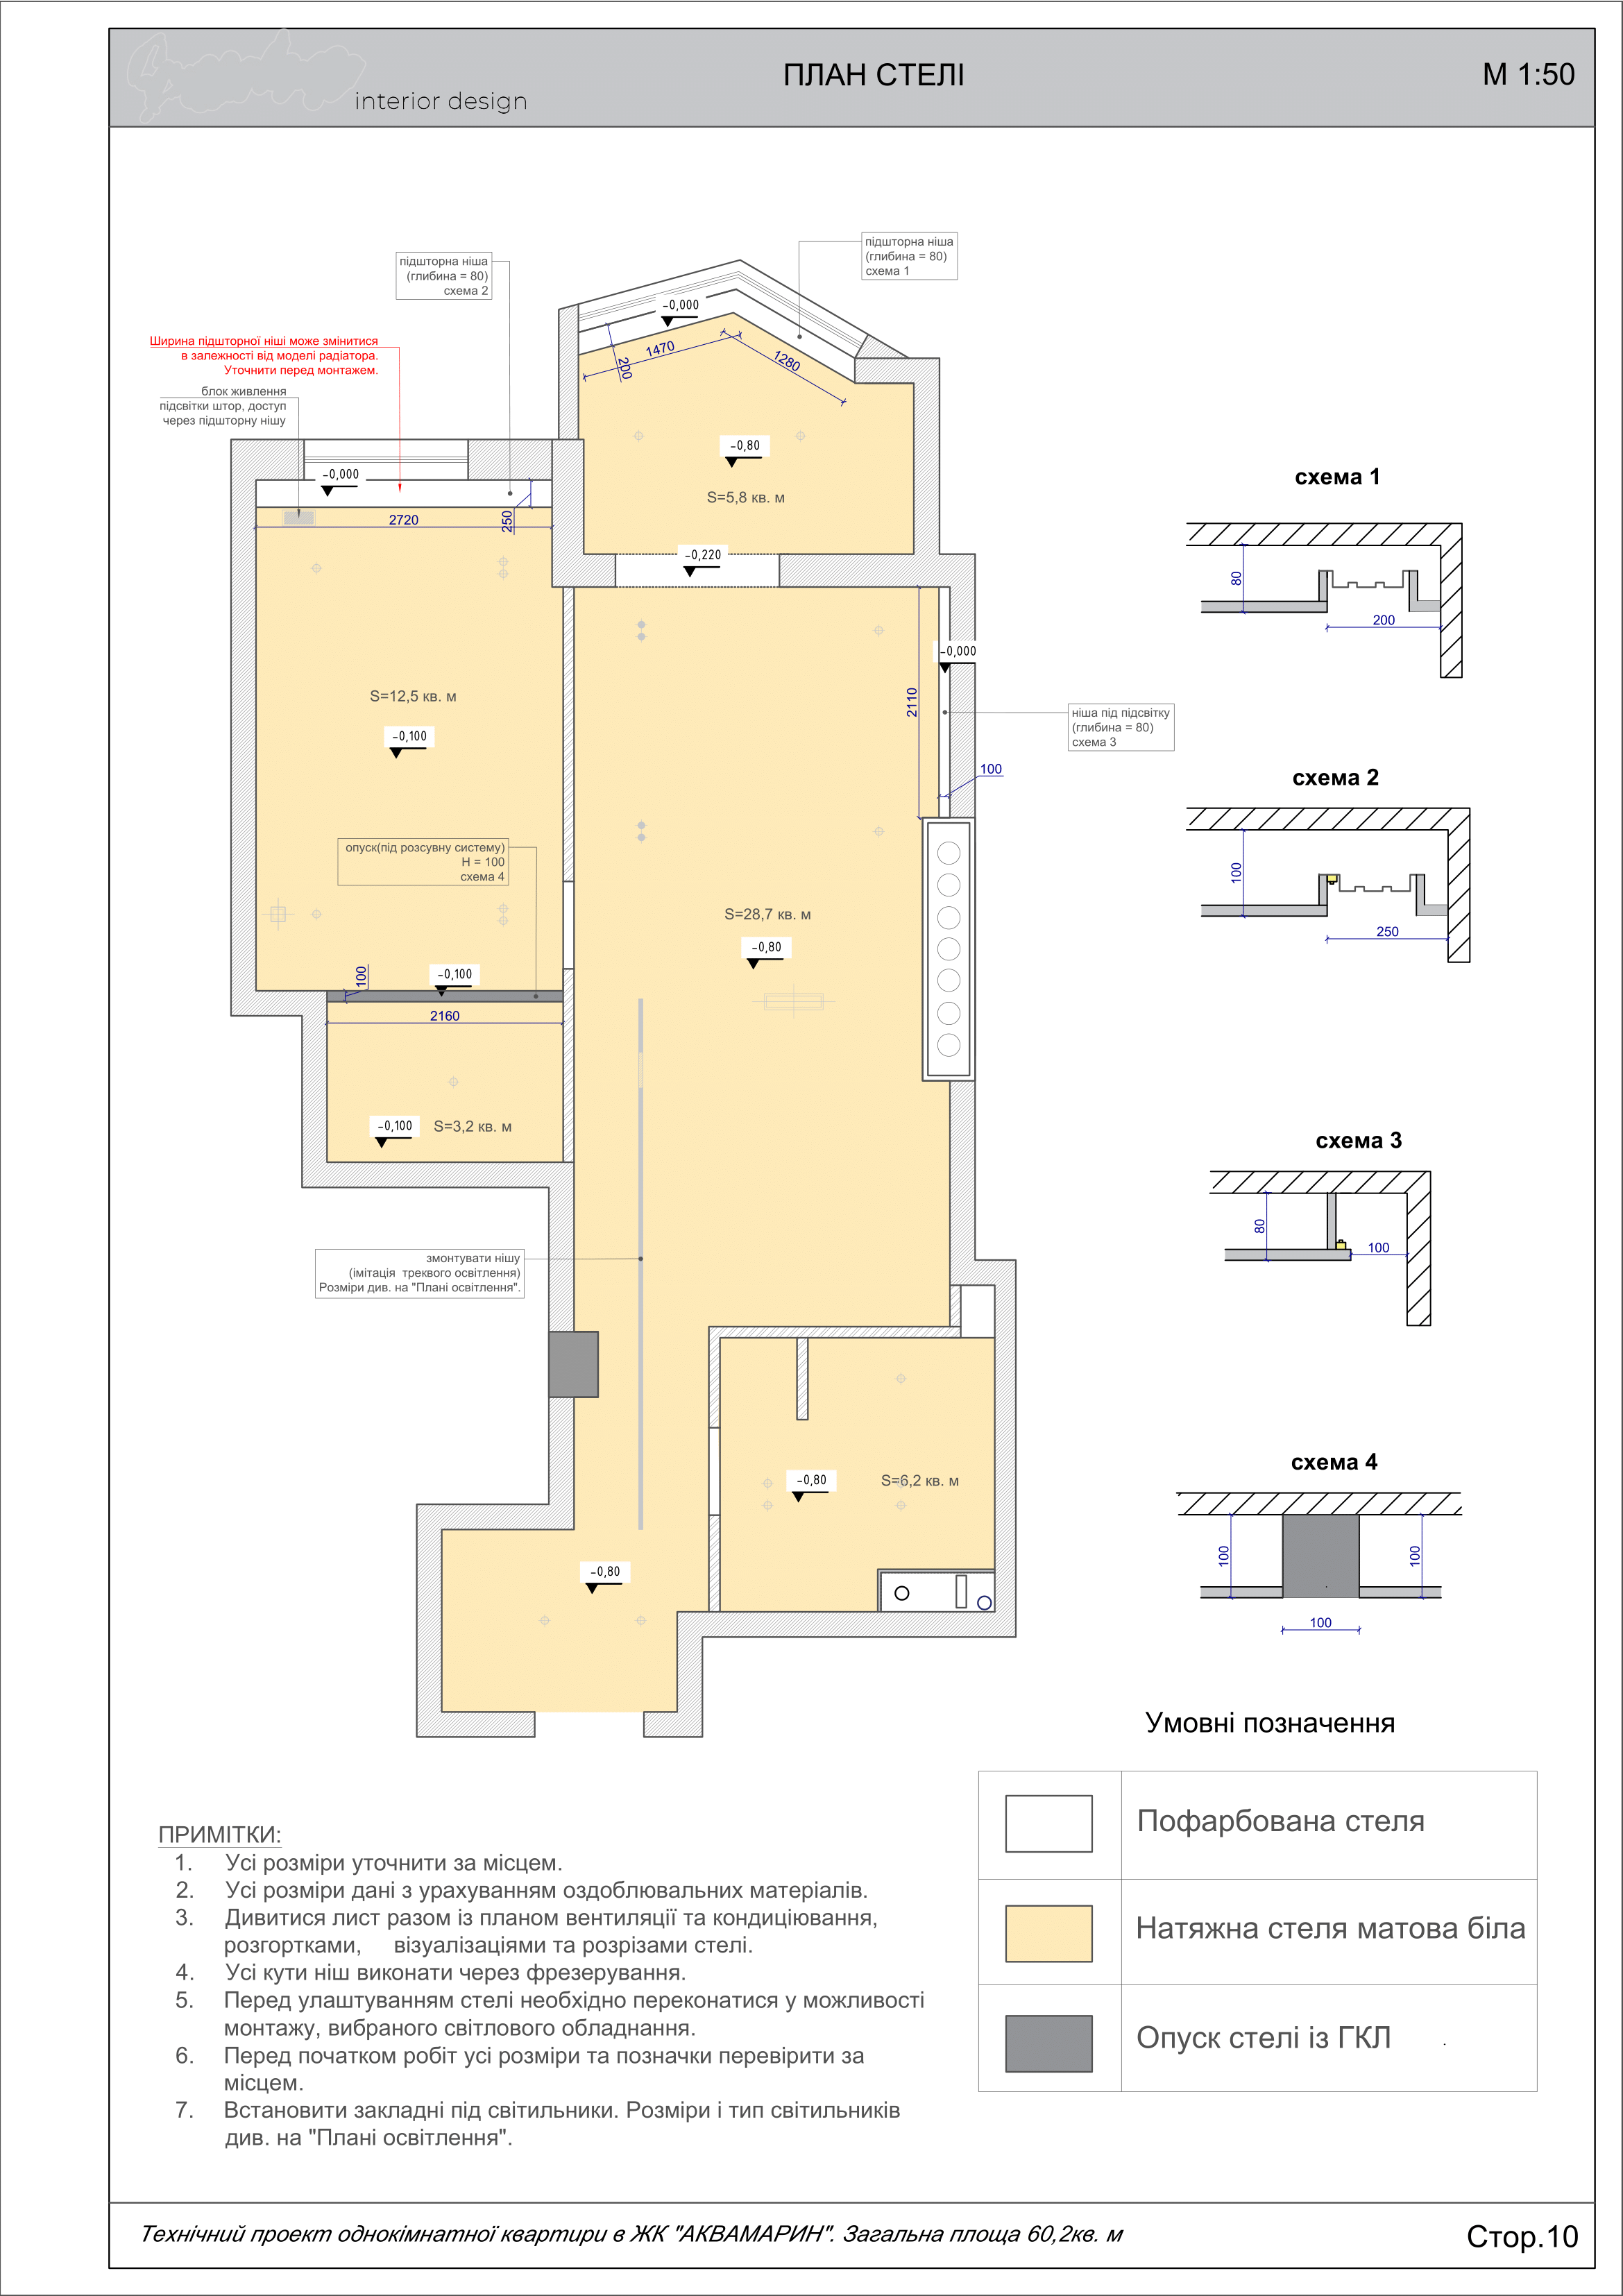 interior design
ПЛАН СТЕЛІ
М 1:50
підшторна ніша
(глибина = 80)
схема 1
підшторна ніша
(глибина = 80)
схема 2
Ширина підшторної ніші може змінитися
в залежності від моделі радіатора.
Уточнити перед монтажем.
блок живлення
підсвітки штор, доступ
через підшторну нішу
-0,000
1470
200
1280
-0,80
S=5,8 кв. м
-0,000
2720
250
-0,220
-0,000
2110
S=12,5 кв. м
-0,100
ніша під підсвітку
(глибина = 80)
схема 3
100
опуск(під розсувну систему)
H = 100
схема 4
S=28,7 кв. м
-0,80
100
-0,100
2160
-0,100
S=3,2 кв. м
змонтувати нішу
(імітація трекового освітлення)
Розміри див. на "Плані освітлення".
-0,80
S=6,2 кв. м
-0,80
схема 1
80
200
схема 2
100
250
схема 3
80
100
схема 4
100
100
100
Умовні позначення
Пофарбована стеля
Натяжна стеля матова біла
Опуск стелі із ГКЛ
ПРИМІТКИ:
1. Усі розміри уточнити за місцем.
2. Усі розміри дані з урахуванням оздоблювальних матеріалів.
3. Дивитися лист разом із планом вентиляції та кондиціювання,
розгортками, візуалізаціями та розрізами стелі.
4. Усі кути ніш виконати через фрезерування.
5. Перед улаштуванням стелі необхідно переконатися у можливості
монтажу, вибраного світлового обладнання.
6. Перед початком робіт усі розміри та позначки перевірити за
місцем.
7. Встановити закладні під світильники. Розміри і тип світильників
див. на "Плані освітлення".
Технічний проект однокімнатної квартири в ЖК "АКВАМАРИН". Загальна площа 60,2кв. м
Стор.10